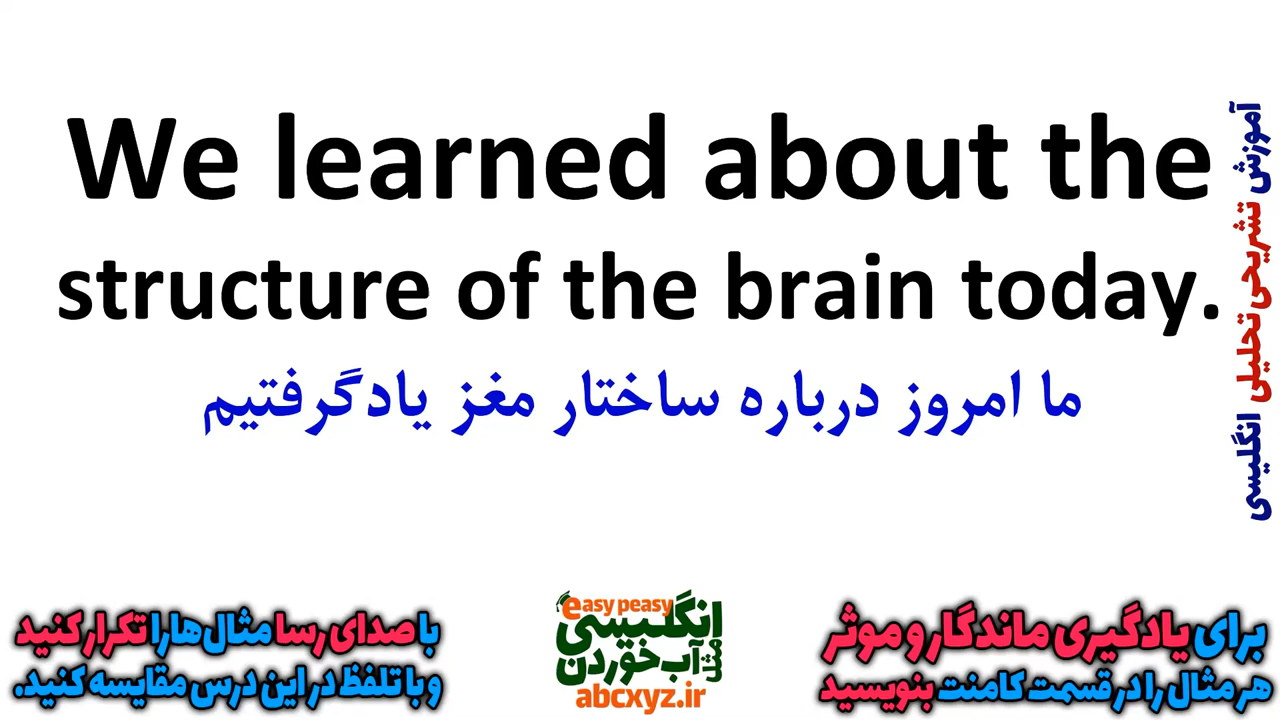 We learned about the
structure of the brain today.
ما امروز درباره ساختار مغز یادگرفتیم
آموزش تشریحی تحلیلی انگلیسی
برای یادگیری ماندگار و موثر
هر مثال را در قسمت کامنت بنویسید
easy peasy
انگلیسی
مثل آب خوردن
abcxyz.ir
با صدای رسا مثال‌ها را تکرار کنید
و با تلفظ در این درس مقایسه کنید.